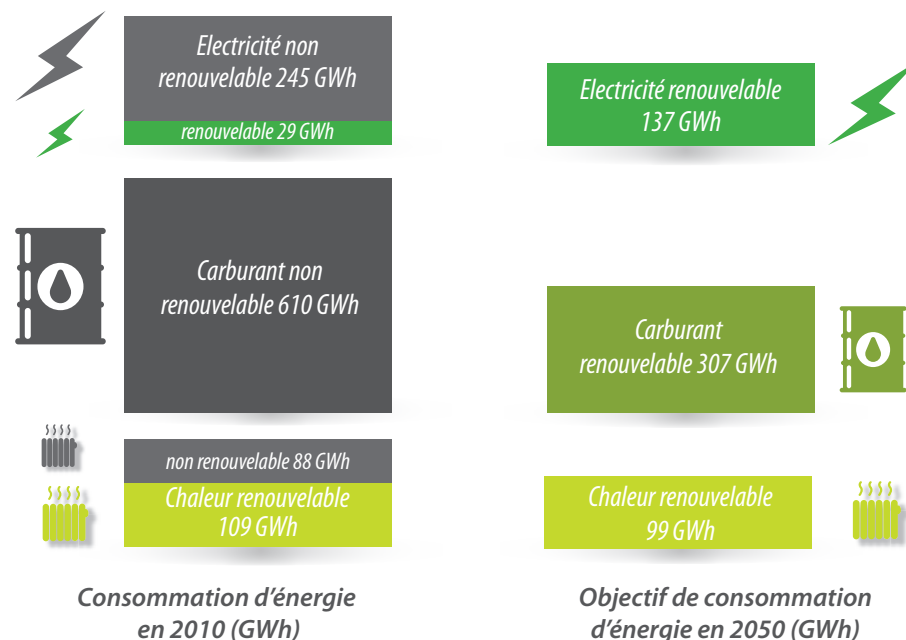 Electricité non
renouvelable 245 GWh
renouvelable 29 GWh
Carburant non
renouvelable 610 GWh
non renouvelable 88 GWh
Chaleur renouvelable
109 GWh
Consommation d’énergie
en 2010 (GWh)
Electricité renouvelable
137 GWh
Carburant
renouvelable 307 GWh
Chaleur renouvelable
99 GWh
Objectif de consommation
d’énergie en 2050 (GWh)